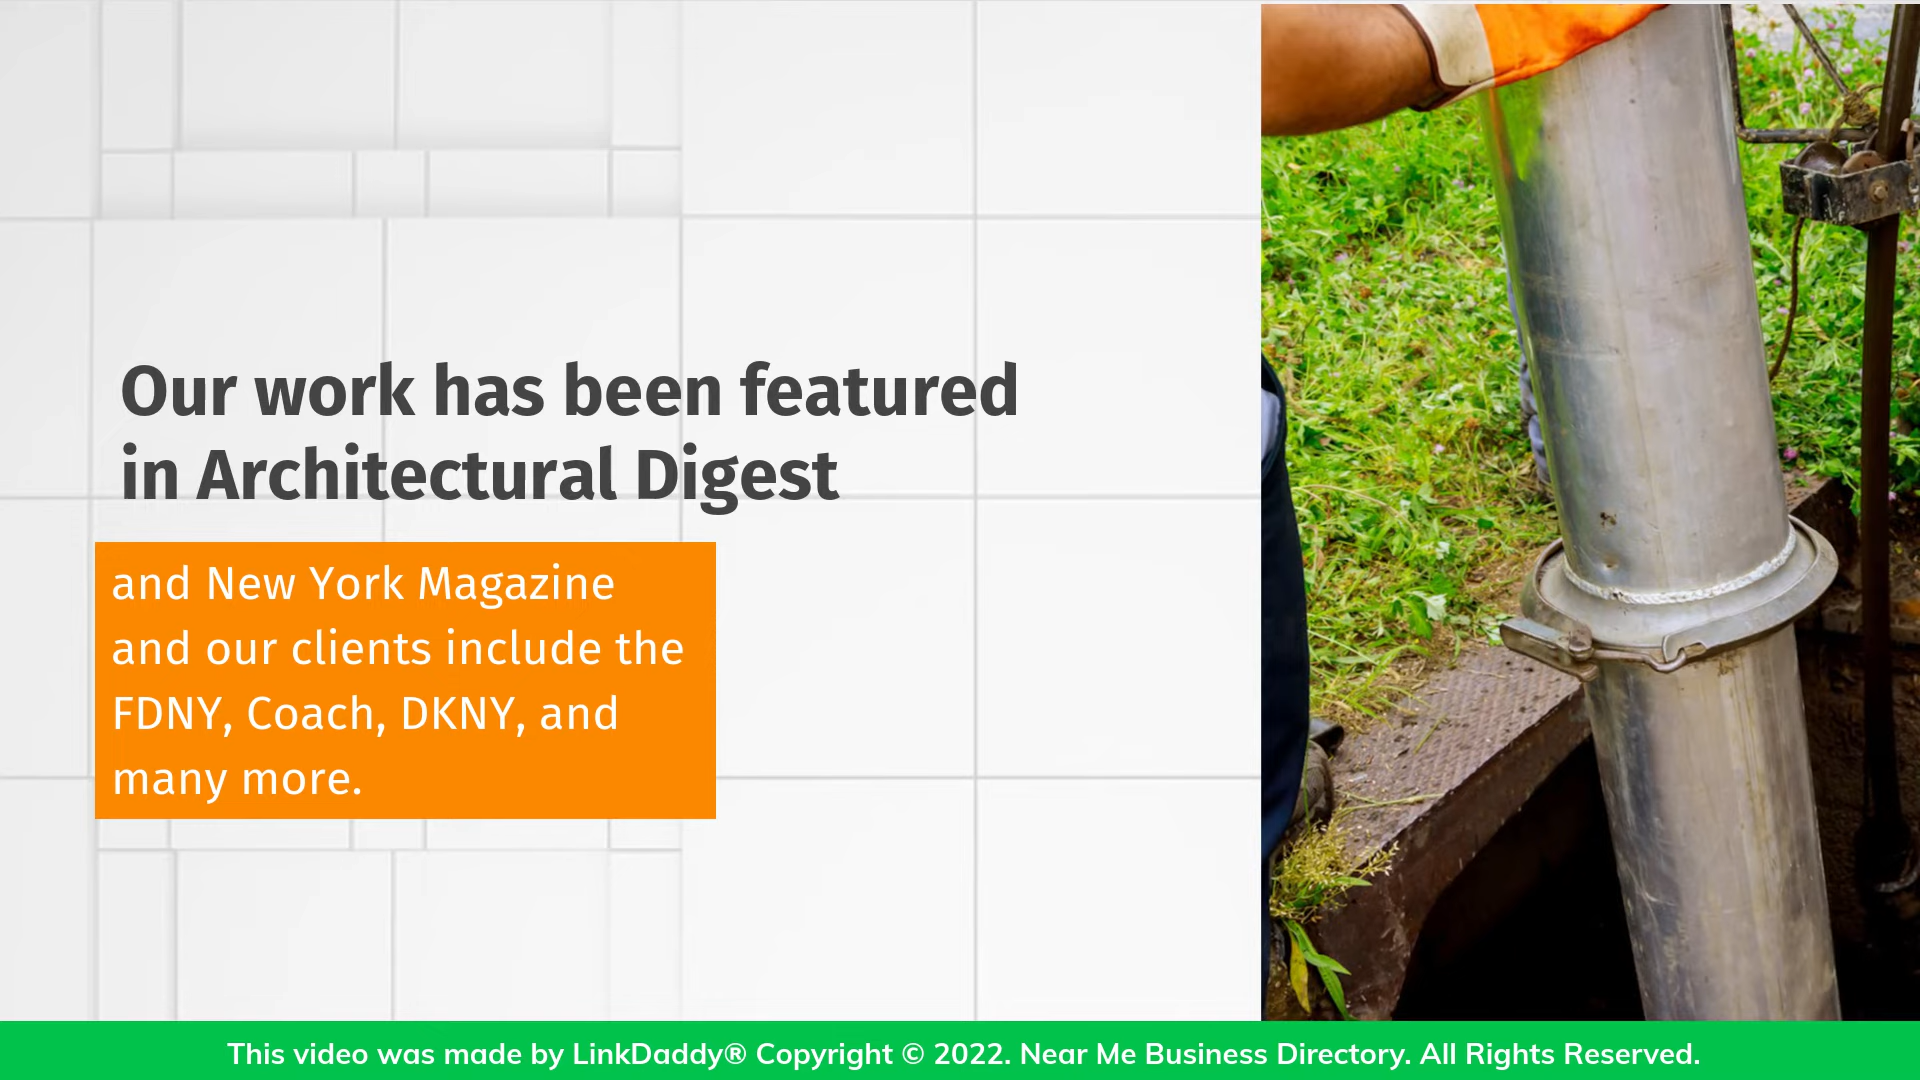 Our work has been featured
in Architectural Digest
and New York Magazine
and our clients include the
FDNY, Coach, DKNY, and
many more.
This video was made by LinkDaddy® Copyright © 2022. Near Me Business Directory. All Rights Reserved.